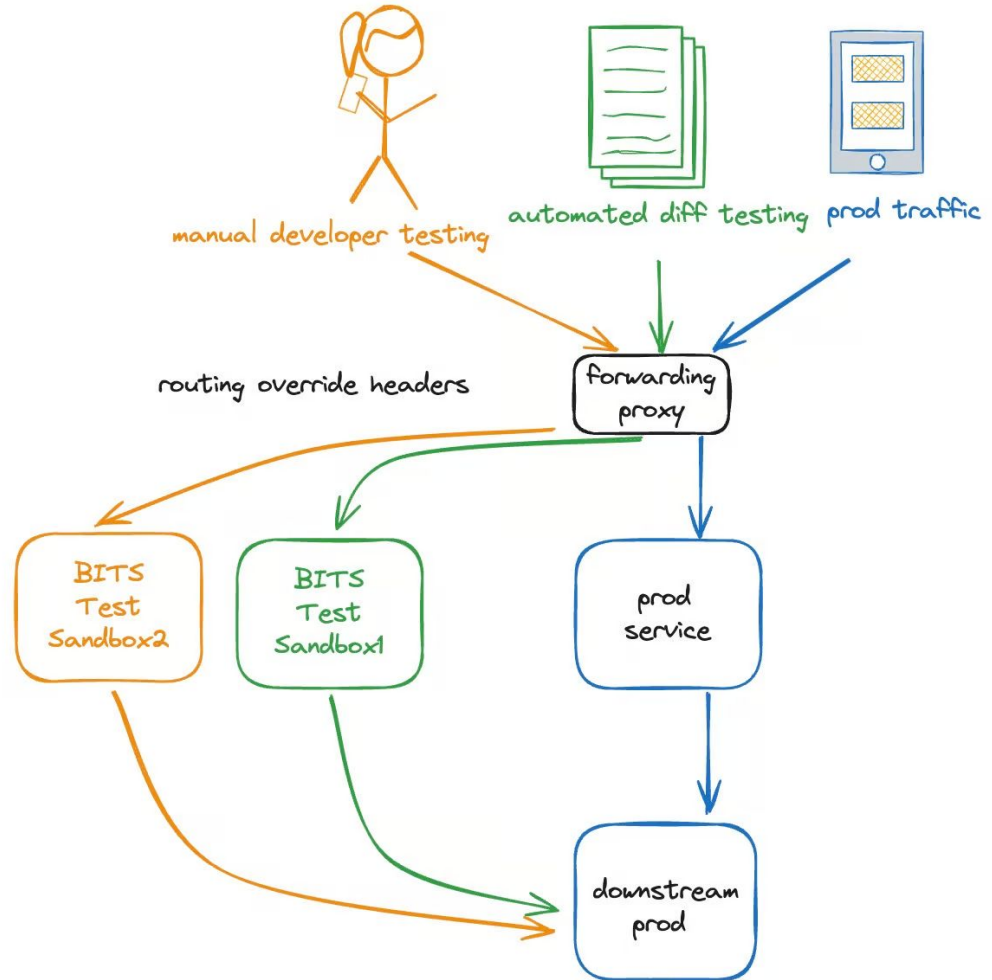 manual developer testing
automated diff testing
prod traffic
routing override headers
forwarding
proxy
BITS
Test
Sandbox2
BITS
Test
Sandbox1
prod
service
downstream
prod